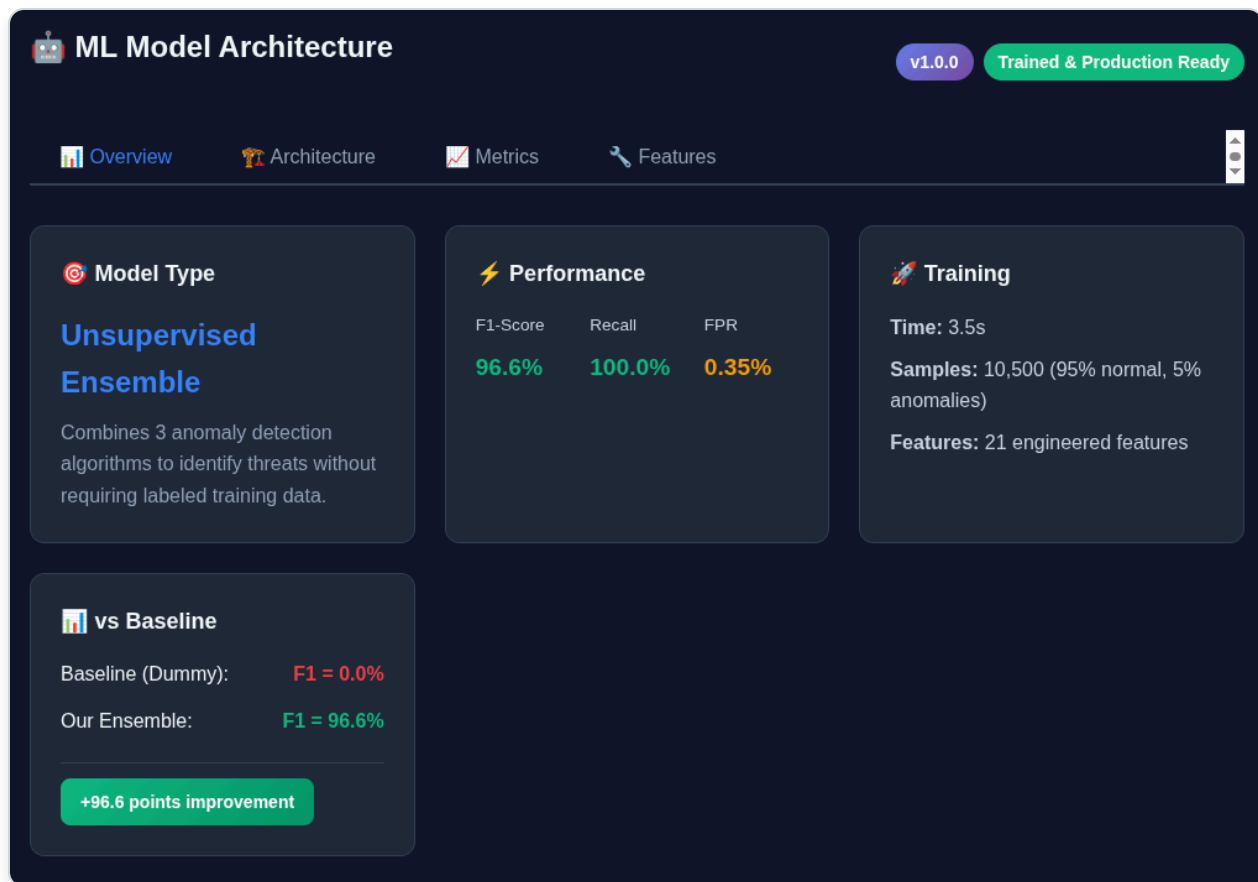 🤖 ML Model Architecture
v1.0.0
Trained & Production Ready
📊 Overview
🏗️ Architecture
📈 Metrics
🔧 Features
🎯 Model Type
Unsupervised
Ensemble
Combines 3 anomaly detection
algorithms to identify threats without
requiring labeled training data.
⚡ Performance
F1-Score Recall FPR
96.6% 100.0% 0.35%
🚀 Training
Time: 3.5s
Samples: 10,500 (95% normal, 5%
anomalies)
Features: 21 engineered features
📊 vs Baseline
Baseline (Dummy): F1 = 0.0%
Our Ensemble: F1 = 96.6%
+96.6 points improvement